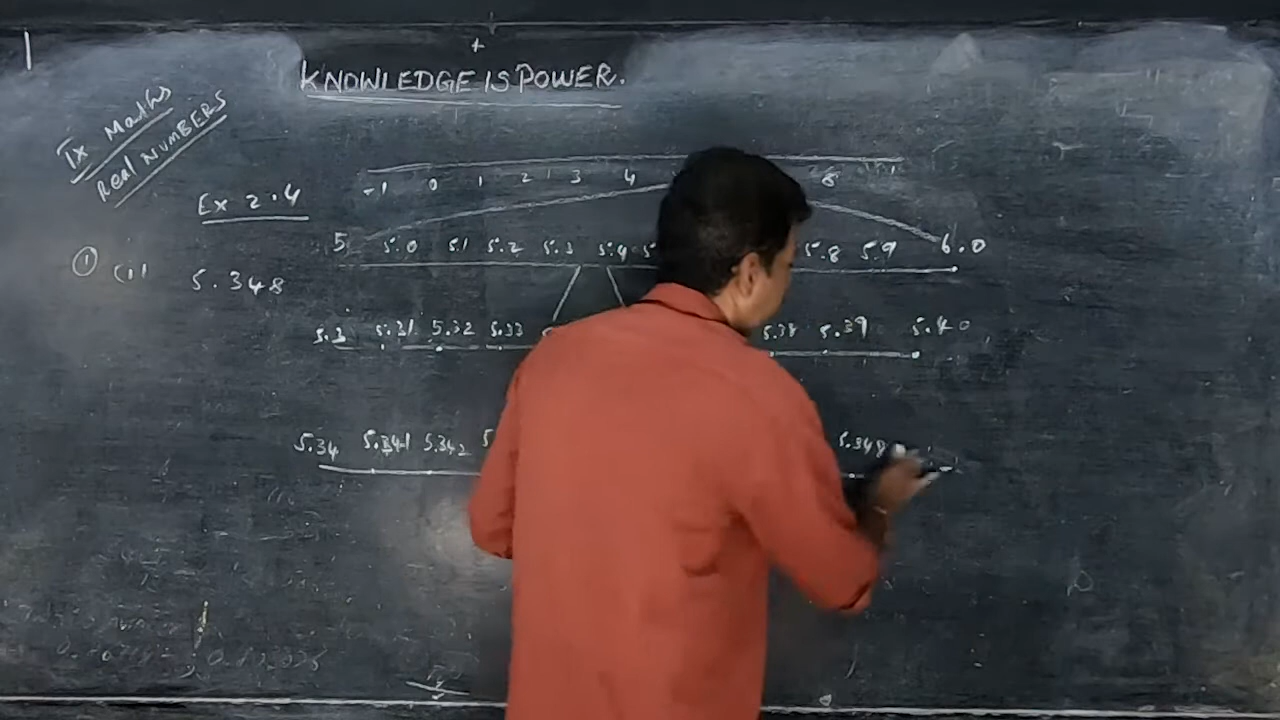 KNOWLEDGE IS POWER.
IX Maths
Real NUMBERS
Ex 2.4
① (i) 5.348
-1 0 1 2 3 4 8
5 5.0 5.1 5.2 5.3 5.4 5.8 5.9 6.0
5.3 5.31 5.32 5.33 5.38 5.39 5.40
5.34 5.341 5.342 5.348